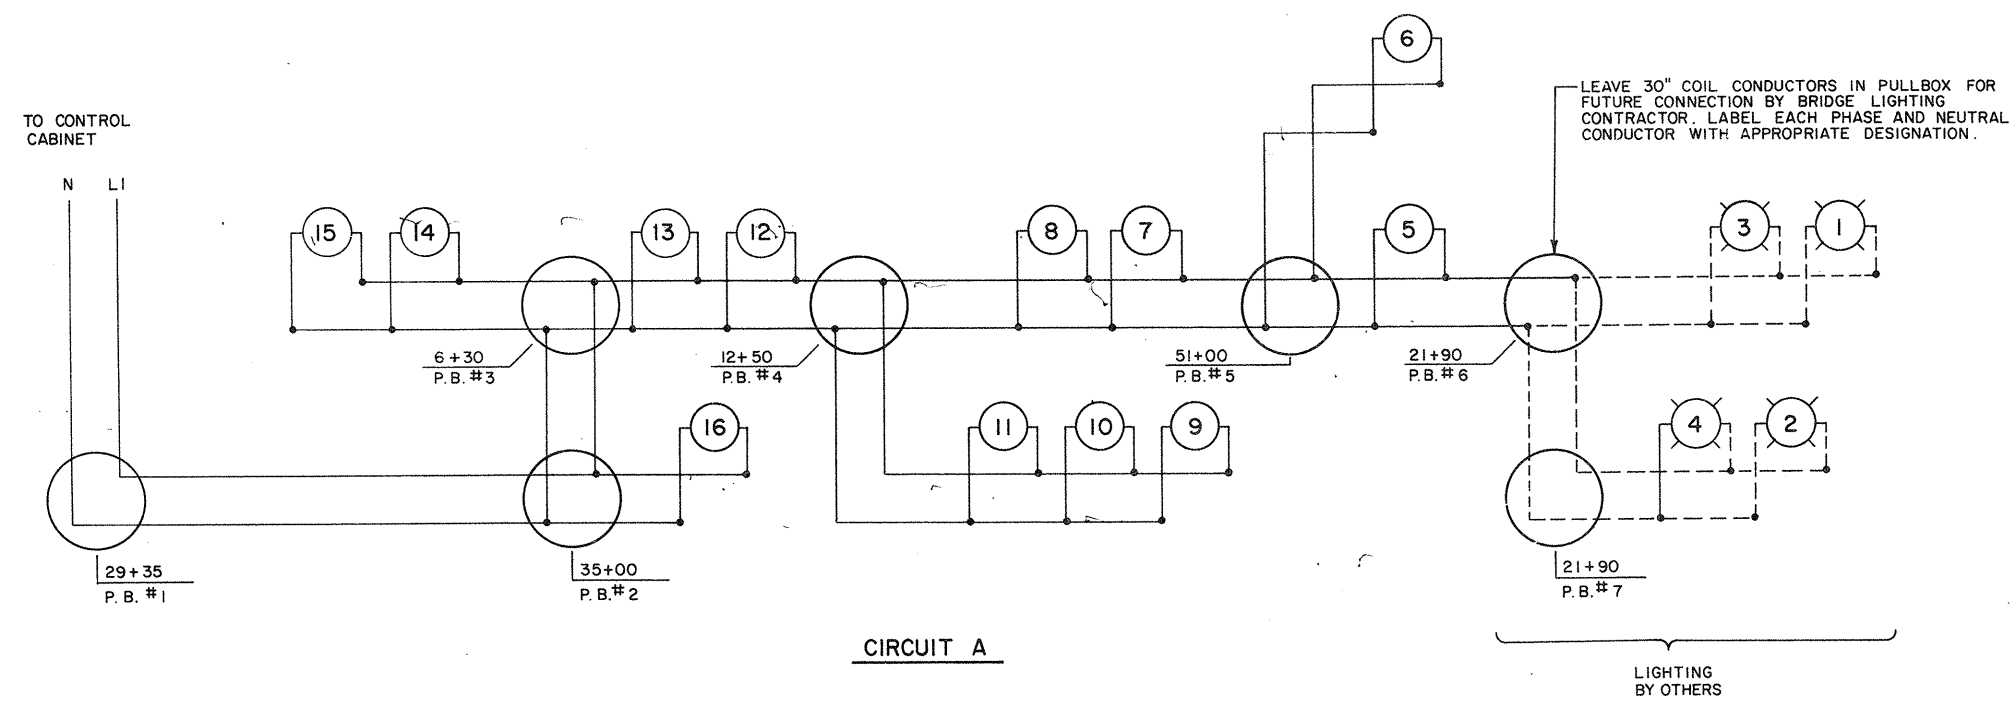 6
LEAVE 30" COIL CONDUCTORS IN PULLBOX FOR
FUTURE CONNECTION BY BRIDGE LIGHTING
CONTRACTOR. LABEL EACH PHASE AND NEUTRAL
CONDUCTOR WITH APPROPRIATE DESIGNATION.
TO CONTROL
CABINET
N L1
15 14 13 12 8 7 5 3 1
6+30
P.B. #3
12+50
P.B. #4
51+00
P.B. #5
21+90
P.B. #6
16 11 10 9 4 2
29+35
P.B. #1
35+00
P.B. #2
21+90
P.B. #7
CIRCUIT A
LIGHTING
BY OTHERS